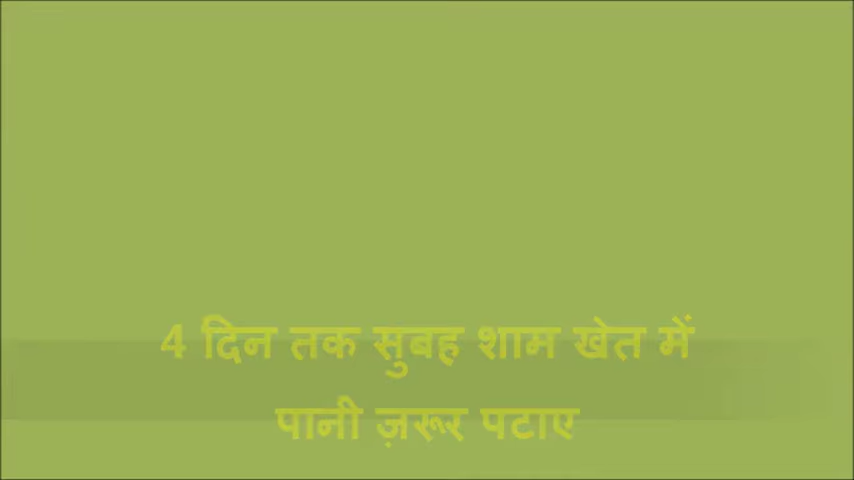 4 दिन तक सुबह शाम खेत में
पानी ज़रूर पटाए